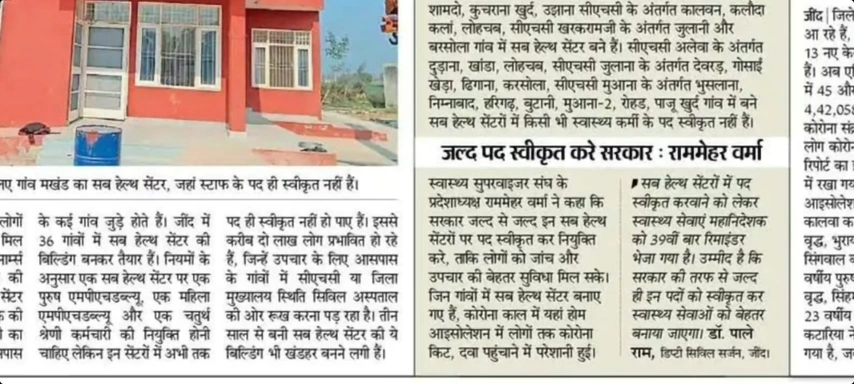 नए गांव मखंड का सब हेल्थ सेंटर, जहां स्टाफ के पद ही स्वीकृत नहीं हैं।
लोगों
मिल
नार्म्स
की
सेंटर
क की
का
के कई गांव जुड़े होते हैं। जींद में
36 गांवों में सब हेल्थ सेंटर की
बिल्डिंग बनकर तैयार हैं। नियमों के
अनुसार एक सब हेल्थ सेंटर पर एक
पुरुष एमपीएचडब्ल्यू, एक महिला
एमपीएचडब्ल्यू और एक चतुर्थ
श्रेणी कर्मचारी की नियुक्ति होनी
चाहिए लेकिन इन सेंटरों में अभी तक
पद ही स्वीकृत नहीं हो पाए हैं। इससे
करीब दो लाख लोग प्रभावित हो रहे
हैं, जिन्हें उपचार के लिए आसपास
के गांवों में सीएचसी या जिला
मुख्यालय स्थिति सिविल अस्पताल
की ओर रूख करना पड़ रहा है। तीन
साल से बनी सब हेल्थ सेंटर की ये
बिल्डिंग भी खंडहर बनने लगी हैं।
शामदो, कुचराना खुर्द, उझाना सीएचसी के अंतर्गत कालवन, कलौदा
कलां, लोहचब, सीएचसी खरकरामजी के अंतर्गत जुलानी और
बरसोला गांव में सब हेल्थ सेंटर बने हैं। सीएचसी अलेवा के अंतर्गत
दुड़ाना, खांडा, लोहचब, सीएचसी जुलाना के अंतर्गत देवरड़, गोसाईं
खेड़ा, ढिगाना, करसोला, सीएचसी मुआना के अंतर्गत भुसलाना,
निम्नाबाद, हरिगढ़, बुटानी, मुआना-2, रोहड, पाजू खुर्द गांव में बने
सब हेल्थ सेंटरों में किसी भी स्वास्थ्य कर्मी के पद स्वीकृत नहीं हैं।
जल्द पद स्वीकृत करे सरकार : राममेहर वर्मा
स्वास्थ्य सुपरवाइजर संघ के
प्रदेशाध्यक्ष राममेहर वर्मा ने कहा कि
सरकार जल्द से जल्द इन सब हेल्थ
सेंटरों पर पद स्वीकृत कर नियुक्ति
करे, ताकि लोगों को जांच और
उपचार की बेहतर सुविधा मिल सके।
जिन गांवों में सब हेल्थ सेंटर बनाए
गए हैं, कोरोना काल में यहां होम
आइसोलेशन में लोगों तक कोरोना
किट, दवा पहुंचाने में परेशानी हुई।
सब हेल्थ सेंटरों में पद
स्वीकृत करवाने को लेकर
स्वास्थ्य सेवाएं महानिदेशक
को 39वीं बार रिमाइंडर
भेजा गया है। उम्मीद है कि
सरकार की तरफ से जल्द
ही इन पदों को स्वीकृत कर
स्वास्थ्य सेवाओं को बेहतर
बनाया जाएगा। डॉ. पाले
राम, डिप्टी सिविल सर्जन, जींद।
जींद | जिले
आ रहे हैं,
13 नए के
हैं। अब एक
में 45 और
4,42,058
कोरोना संक्र
लोग कोरोन
रिपोर्ट का इ
में रखा गय
आइसोलेश
कालवा क
वृद्ध, भुराय
सिंगवाल क
वर्षीय पुरुष
वृद्ध, सिंहम
23 वर्षीय
कटारिया ने
गया है, ज